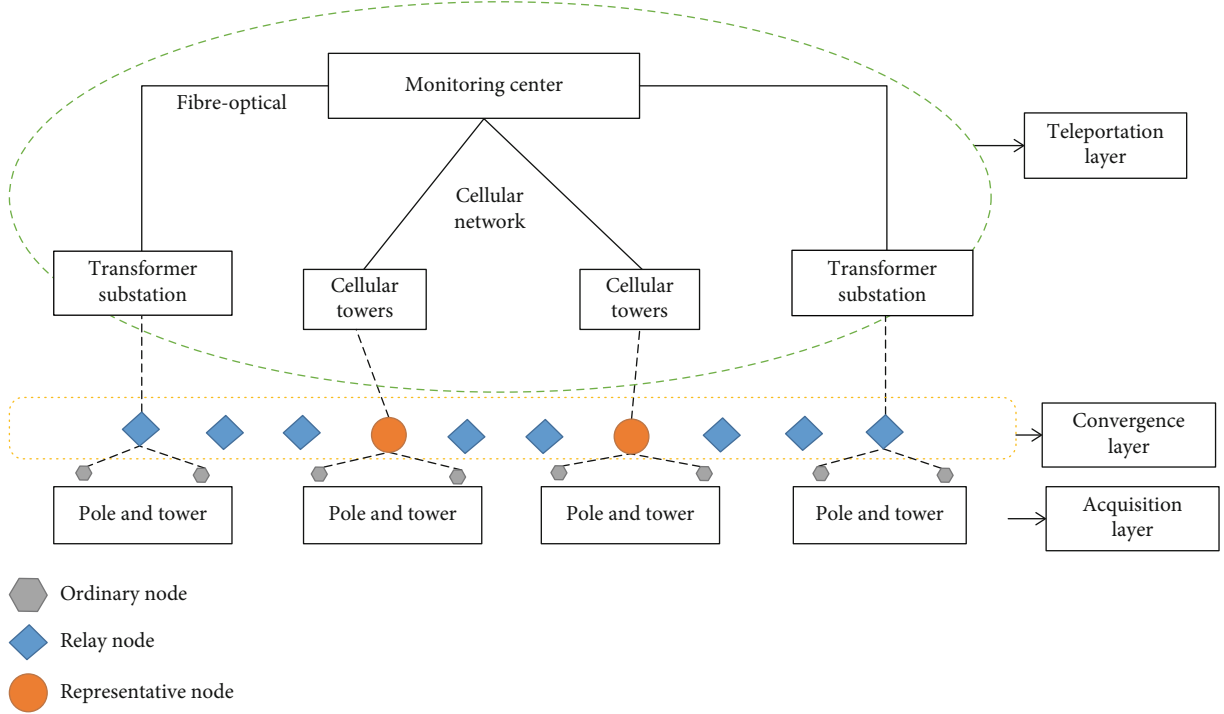 Monitoring center
Fibre-optical
Teleportation
layer
Cellular
network
Transformer
substation
Cellular
towers
Cellular
towers
Transformer
substation
Convergence
layer
Pole and tower
Pole and tower
Pole and tower
Pole and tower
Acquisition
layer
Ordinary node
Relay node
Representative node